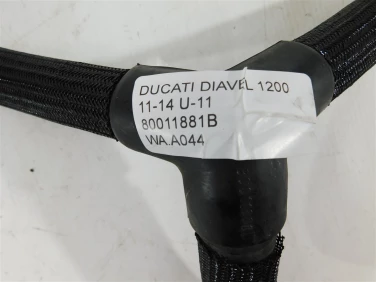 DUCATI DIAVEL 1200
11-14 U-11
80011881B
WA.A044